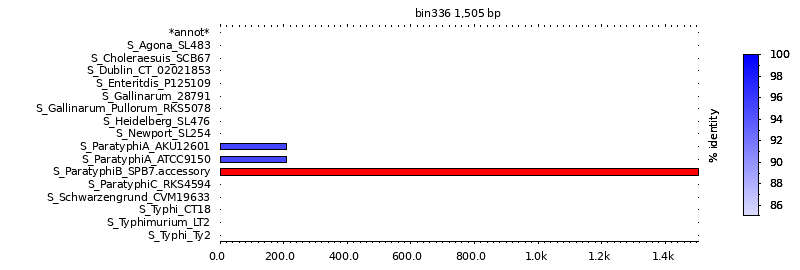 bin336 1,505 bp
*annot*
S_Agona_SL483
S_Choleraesuis_SCB67
S_Dublin_CT_02021853
S_Enteritdis_P125109
S_Gallinarum_28791
S_Gallinarum_Pullorum_RKS5078
S_Heidelberg_SL476
S_Newport_SL254
S_ParatyphiA_AKU12601
S_ParatyphiA_ATCC9150
S_ParatyphiB_SPB7.accessory
S_ParatyphiC_RKS4594
S_Schwarzengrund_CVM19633
S_Typhi_CT18
S_Typhimurium_LT2
S_Typhi_Ty2
0.0 200.0 400.0 600.0 800.0 1.0k 1.2k 1.4k
% identity
100
98
96
94
92
90
88
86